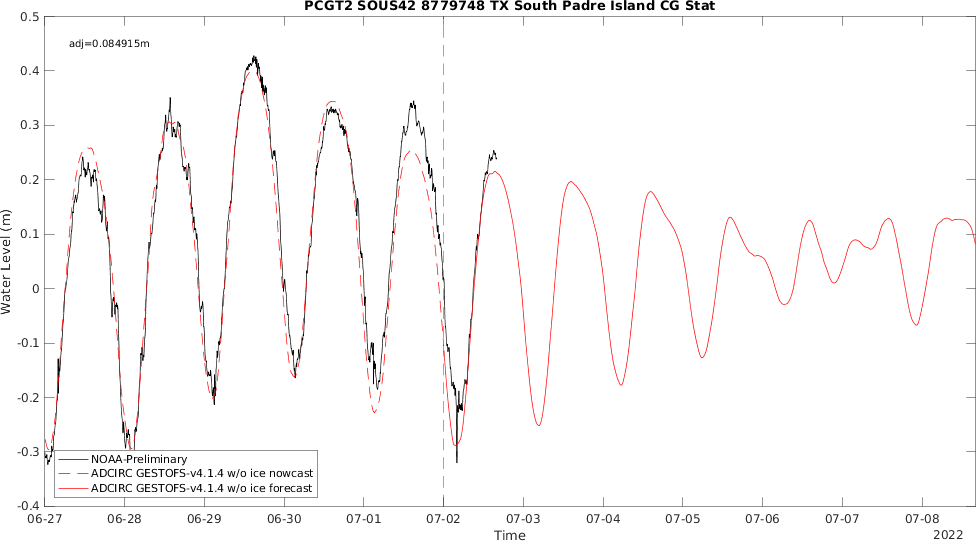 PCGT2 SOUS42 8779748 TX South Padre Island CG Stat
adj=0.084915m
0.5
0.4
0.3
0.2
0.1
0
-0.1
-0.2
-0.3
-0.4
Water Level (m)
NOAA-Preliminary
ADCIRC GESTOFS-v4.1.4 w/o ice nowcast
ADCIRC GESTOFS-v4.1.4 w/o ice forecast
06-27 06-28 06-29 06-30 07-01 07-02 07-03 07-04 07-05 07-06 07-07 07-08
Time
2022